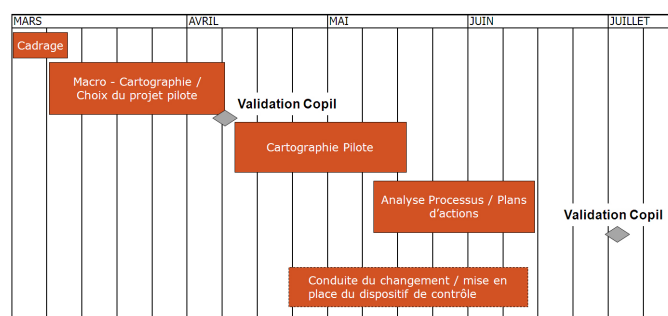 MARS AVRIL MAI JUIN JUILLET
Cadrage
Macro - Cartographie /
Choix du projet pilote
Validation Copil
Cartographie Pilote
Analyse Processus / Plans
d'actions
Validation Copil
Conduite du changement / mise en
place du dispositif de contrôle